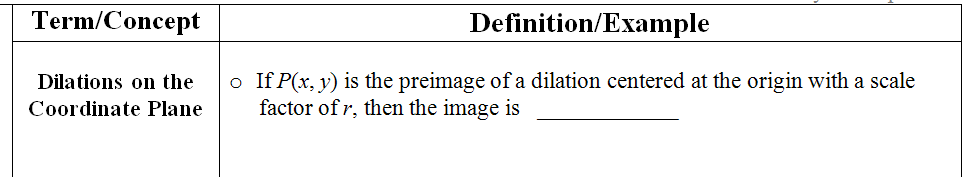 Term/Concept
Definition/Example
Dilations on the
Coordinate Plane
o If P(x, y) is the preimage of a dilation centered at the origin with a scale
factor of r, then the image is ____________